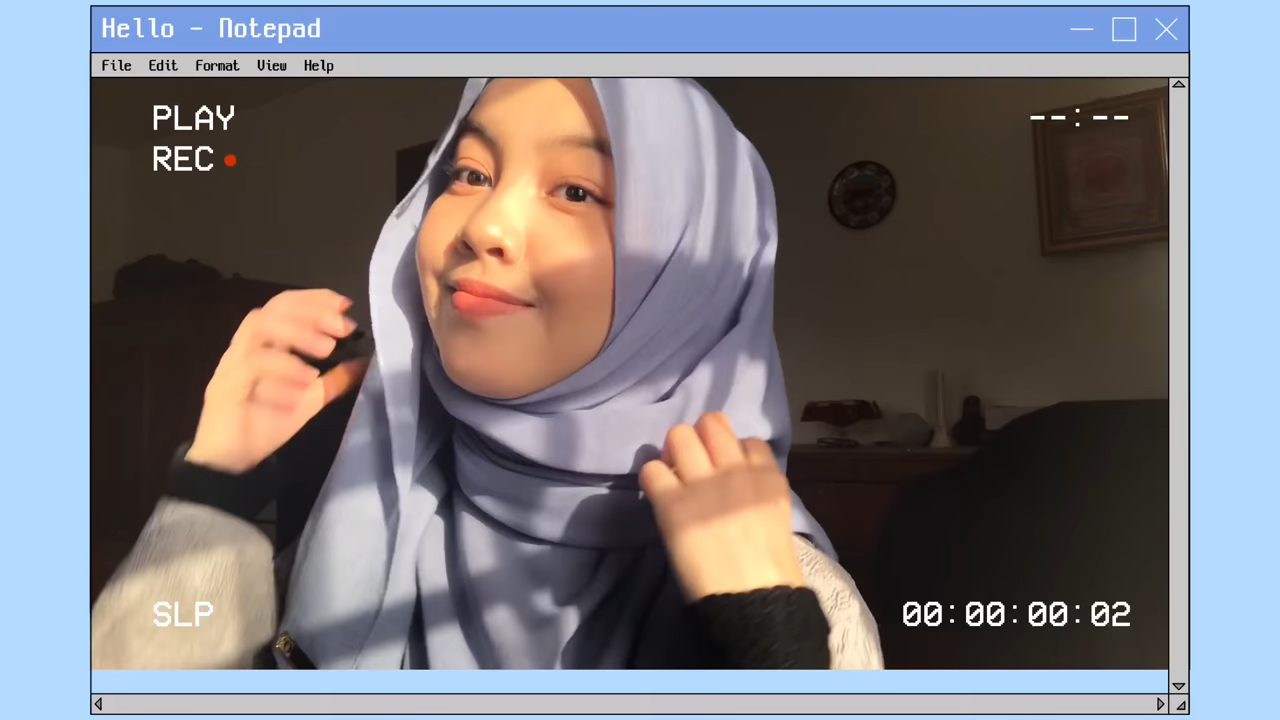 Hello - Notepad
File Edit Format View Help
PLAY
--:--
REC
SLP
00:00:00:02